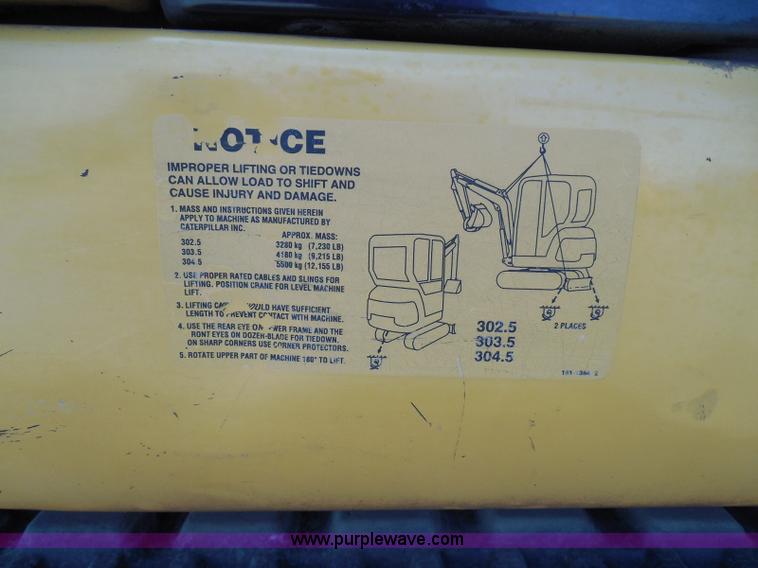 NOTICE
IMPROPER LIFTING OR TIEDOWNS
CAN ALLOW LOAD TO SHIFT AND
CAUSE INJURY AND DAMAGE.
1. MASS AND INSTRUCTIONS GIVEN HEREIN
APPLY TO MACHINE AS MANUFACTURED BY
CATERPILLAR INC.
APPROX. MASS:
302.5 3280 kg (7,230 LB)
303.5 4180 kg (9,215 LB)
304.5 5500 kg (12,155 LB)
2. USE PROPER RATED CABLES AND SLINGS FOR
LIFTING. POSITION CRANE FOR LEVEL MACHINE
LIFT.
3. LIFTING SHOULD HAVE SUFFICIENT
LENGTH TO PREVENT CONTACT WITH MACHINE.
4. USE THE REAR EYE ON FRAME AND THE
RONT EYES ON DOZER-BLADE FOR TIEDOWN.
ON SHARP CORNERS USE CORNER PROTECTORS.
5. ROTATE UPPER PART OF MACHINE 180° TO LIFT.
302.5
303.5
304.5
2 PLACES
www.purplewave.com